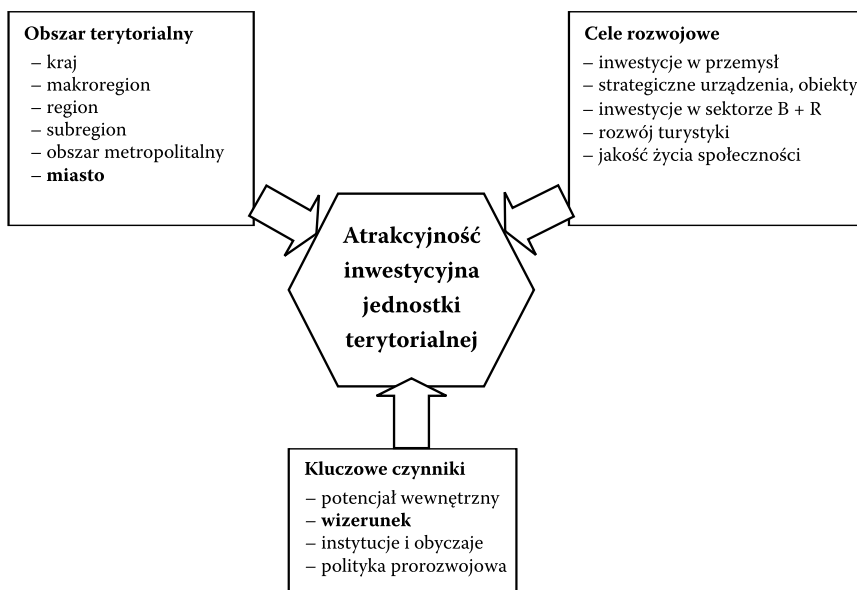 Obszar terytorialny
– kraj
– makroregion
– region
– subregion
– obszar metropolitalny
– miasto
Cele rozwojowe
– inwestycje w przemysł
– strategiczne urządzenia, obiekty
– inwestycje w sektorze B + R
– rozwój turystyki
– jakość życia społeczności
Atrakcyjność
inwestycyjna
jednostki
terytorialnej
Kluczowe czynniki
– potencjał wewnętrzny
– wizerunek
– instytucje i obyczaje
– polityka prorozwojowa